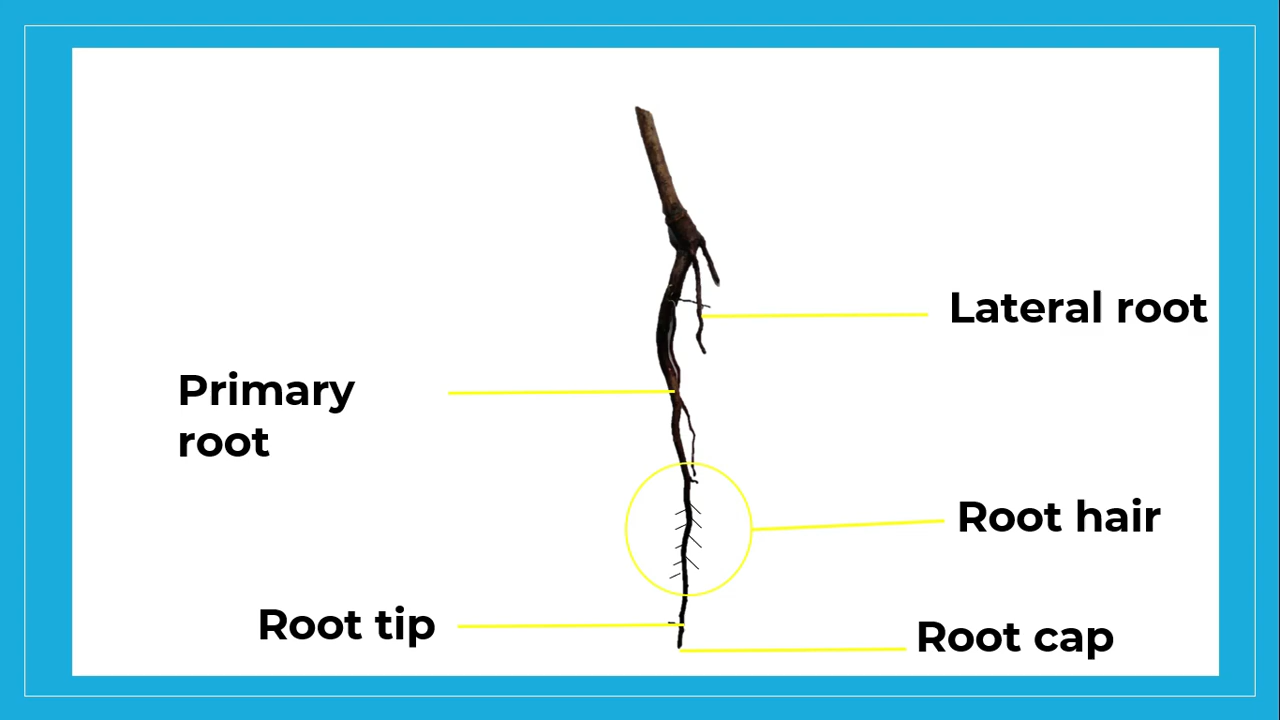 Lateral root
Primary
root
Root hair
Root tip
Root cap